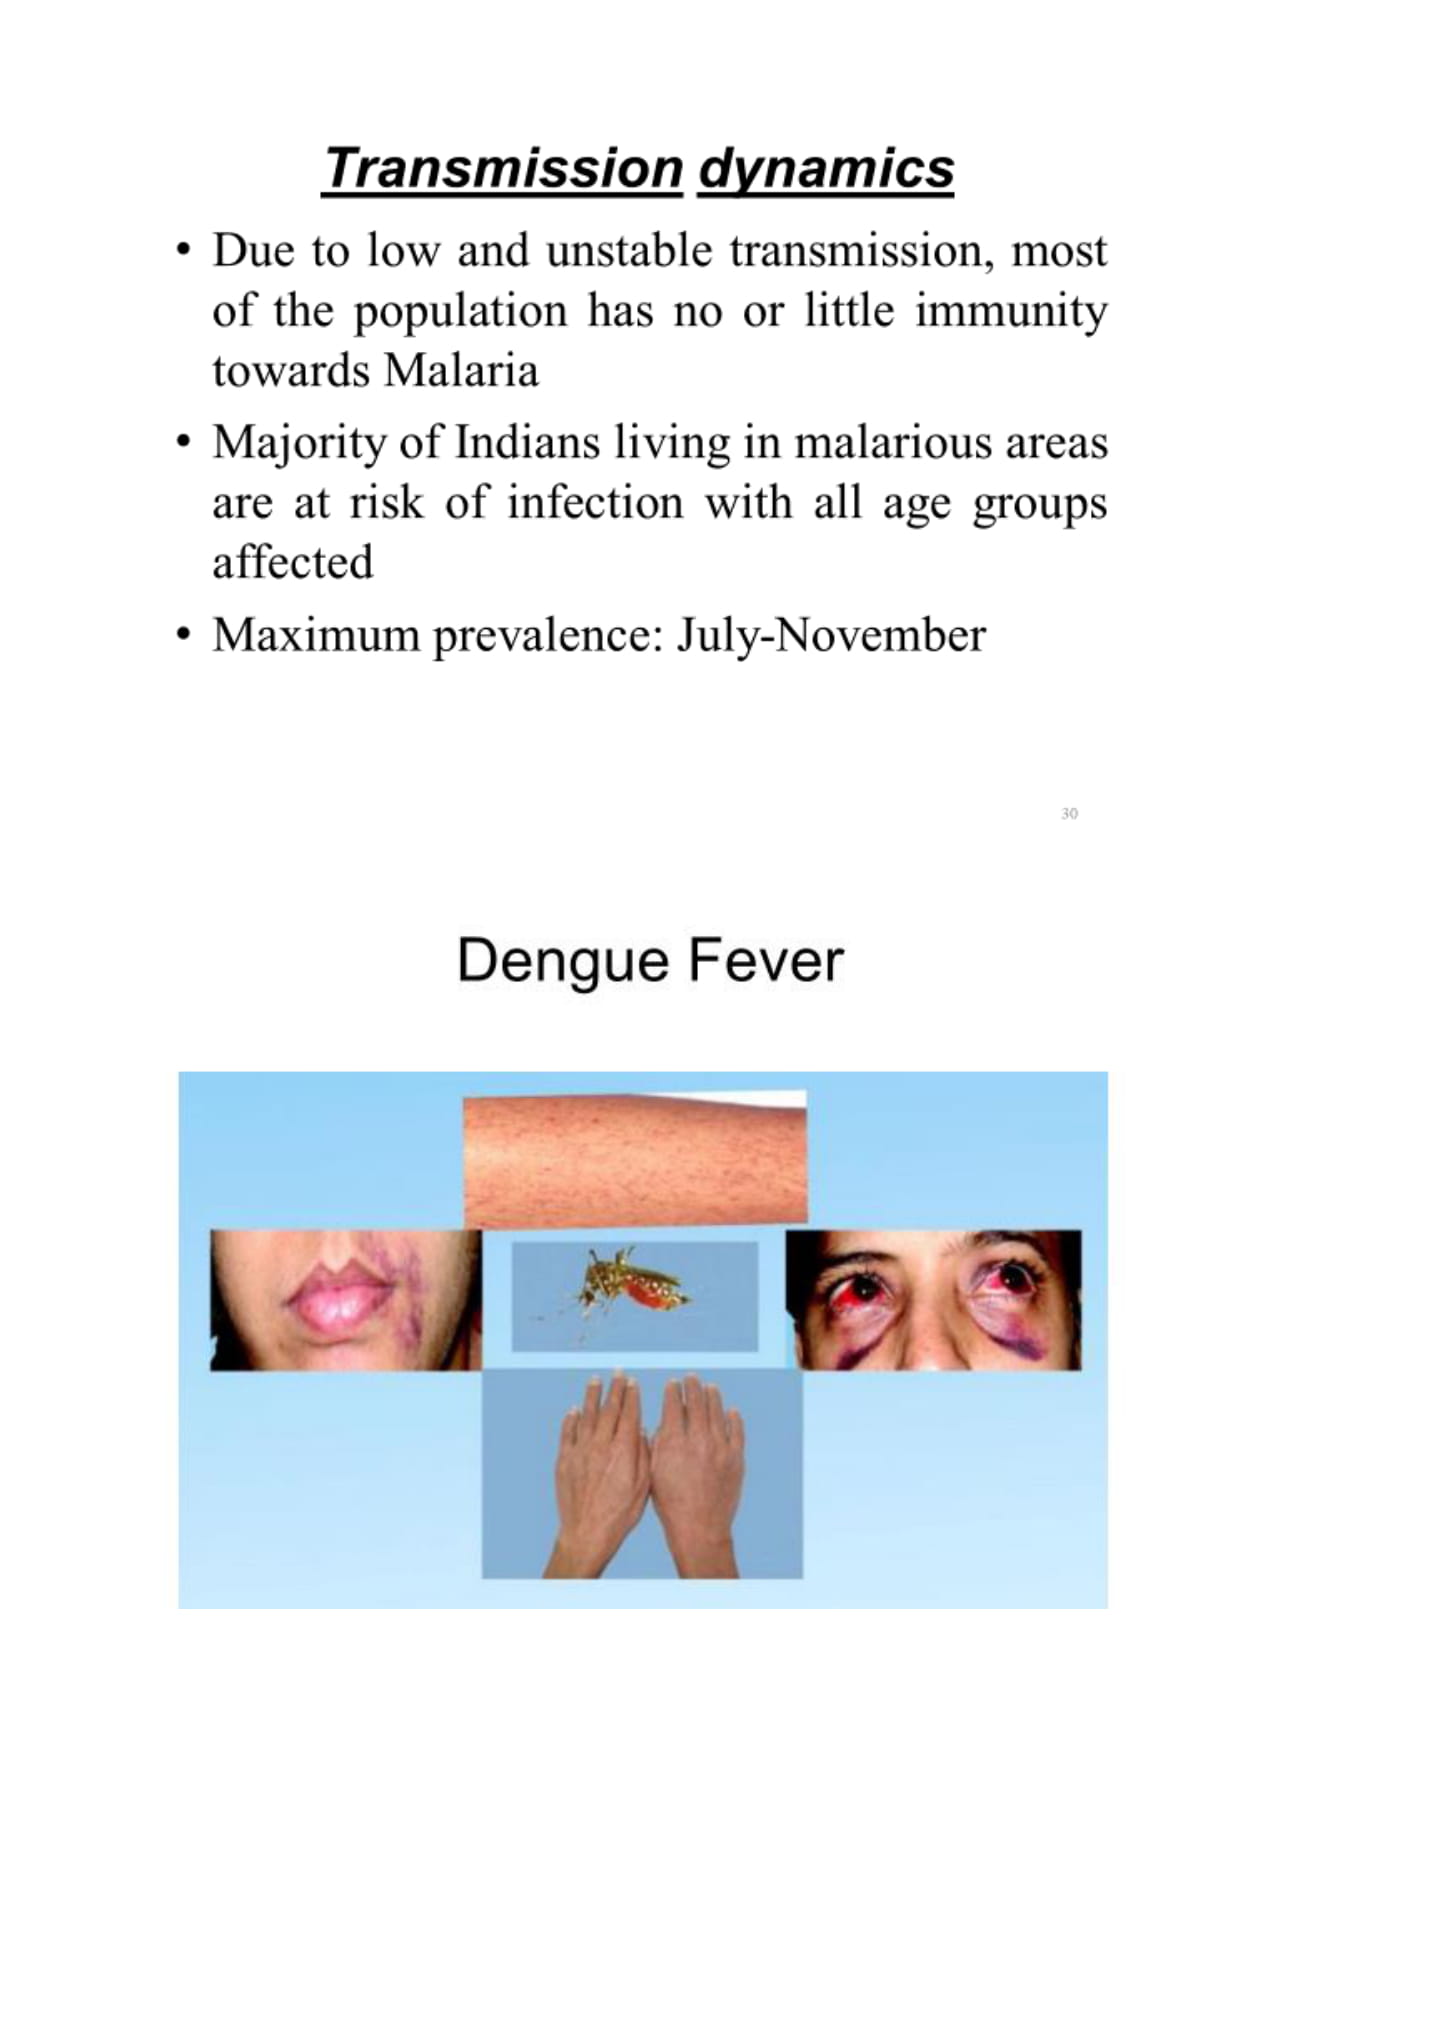 Transmission dynamics
• Due to low and unstable transmission, most
of the population has no or little immunity
towards Malaria
• Majority of Indians living in malarious areas
are at risk of infection with all age groups
affected
• Maximum prevalence: July-November
30
Dengue Fever